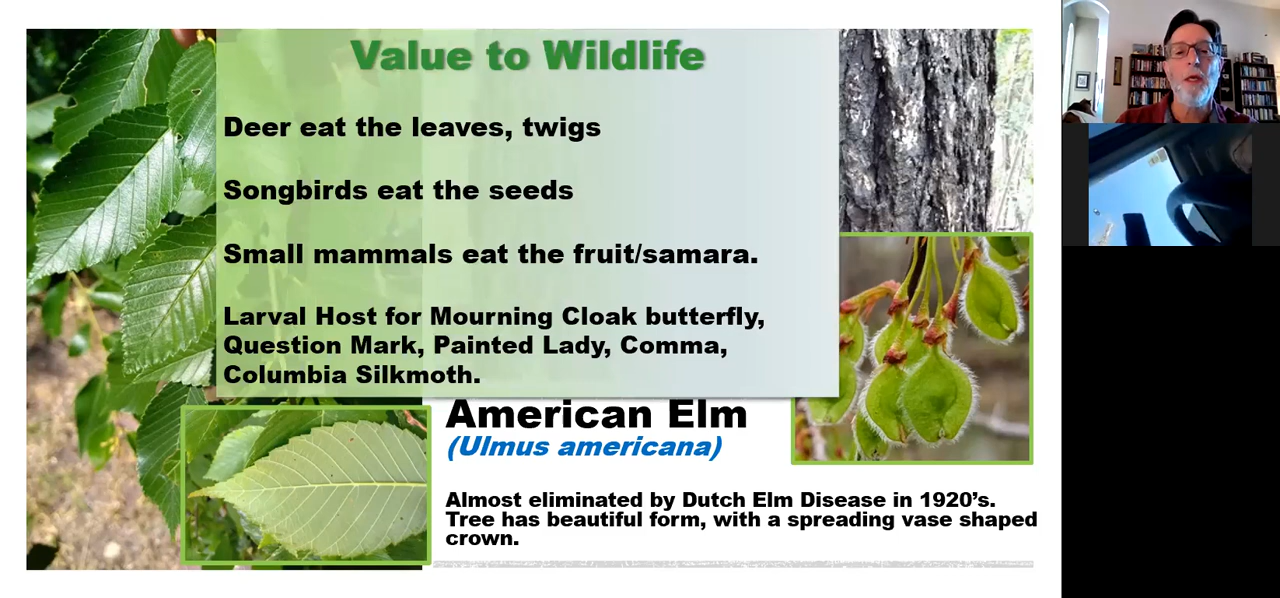 Value to Wildlife
Deer eat the leaves, twigs
Songbirds eat the seeds
Small mammals eat the fruit/samara.
Larval Host for Mourning Cloak butterfly,
Question Mark, Painted Lady, Comma,
Columbia Silkmoth.
American Elm
(Ulmus americana)
Almost eliminated by Dutch Elm Disease in 1920’s.
Tree has beautiful form, with a spreading vase shaped
crown.